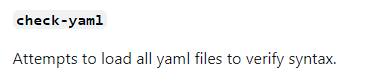 check-yaml
Attempts to load all yaml files to verify syntax.